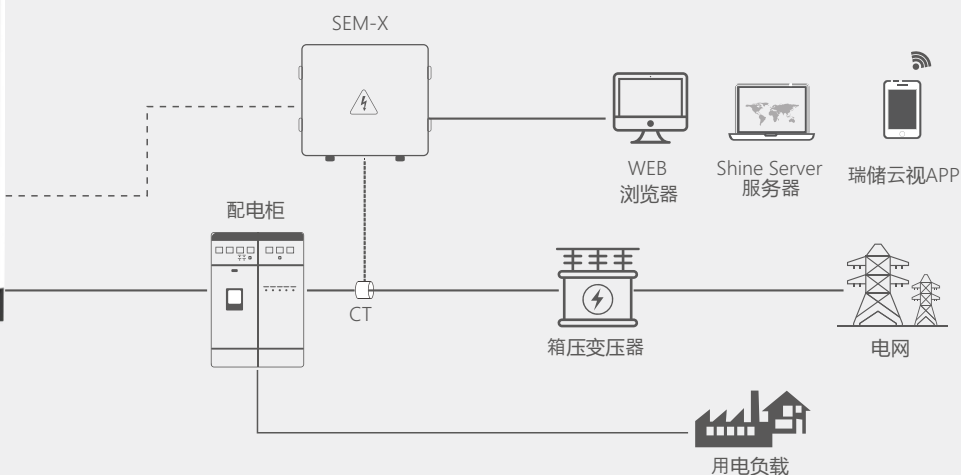 SEM-X
WEB
浏览器
Shine Server
服务器
瑞储云视APP
配电柜
CT
箱压变压器
电网
用电负载